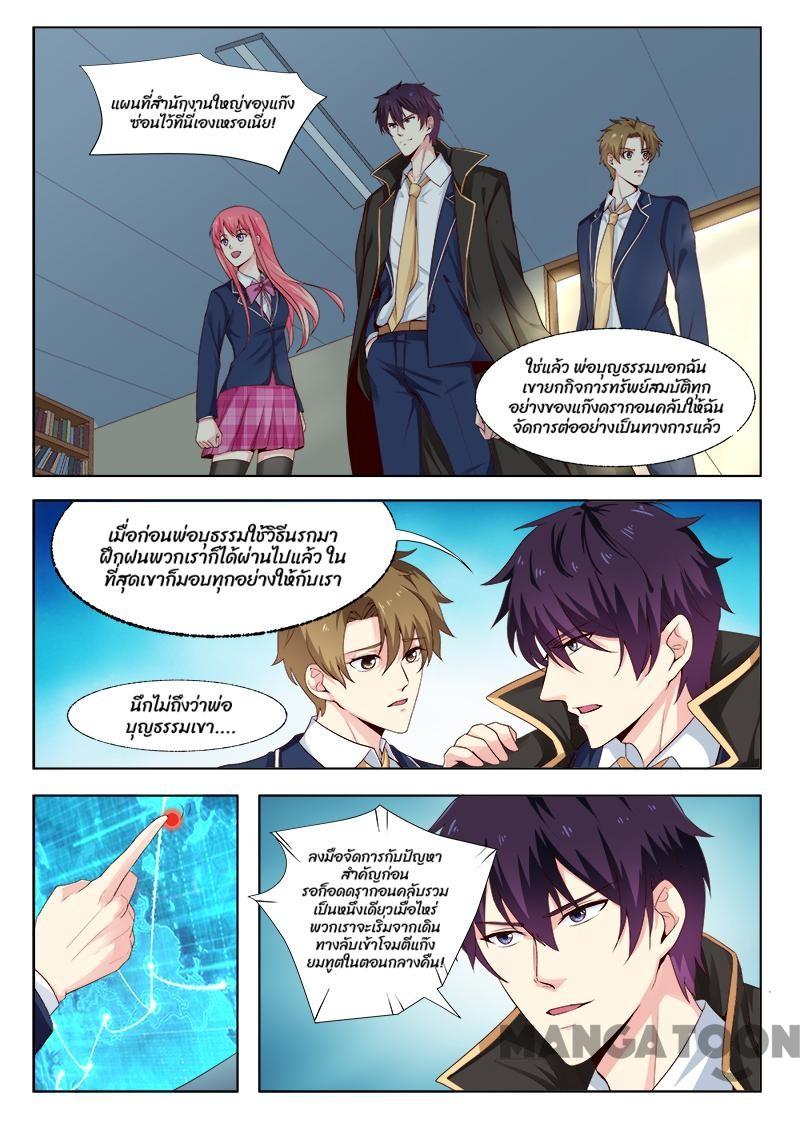 แผนที่สำนักงานใหญ่ของแก๊ง
ซ่อนไว้ที่นี่เองเหรอเนี่ย!
ใช่แล้ว พ่อบุญธรรมบอกฉัน
เขายกกิจการทรัพย์สมบัติทุก
อย่างของแก๊งดรากอนคลับให้ฉัน
จัดการต่ออย่างเป็นทางการแล้ว
เมื่อก่อนพ่อบุธรรมใช้วิธีนรกมา
ฝึกฝนพวกเราก็ได้ผ่านไปแล้ว ใน
ที่สุดเขาก็มอบทุกอย่างให้กับเรา
นึกไม่ถึงว่าพ่อ
บุญธรรมเขา....
ลงมือจัดการกับปัญหา
สำคัญก่อน
รอก็อดดรากอนคลับรวม
เป็นหนึ่งเดียวเมื่อไหร่
พวกเราจะเริ่มจากเดิน
ทางลับเข้าโจมตีแก๊ง
ยมทูตในตอนกลางคืน!
MANGATOON